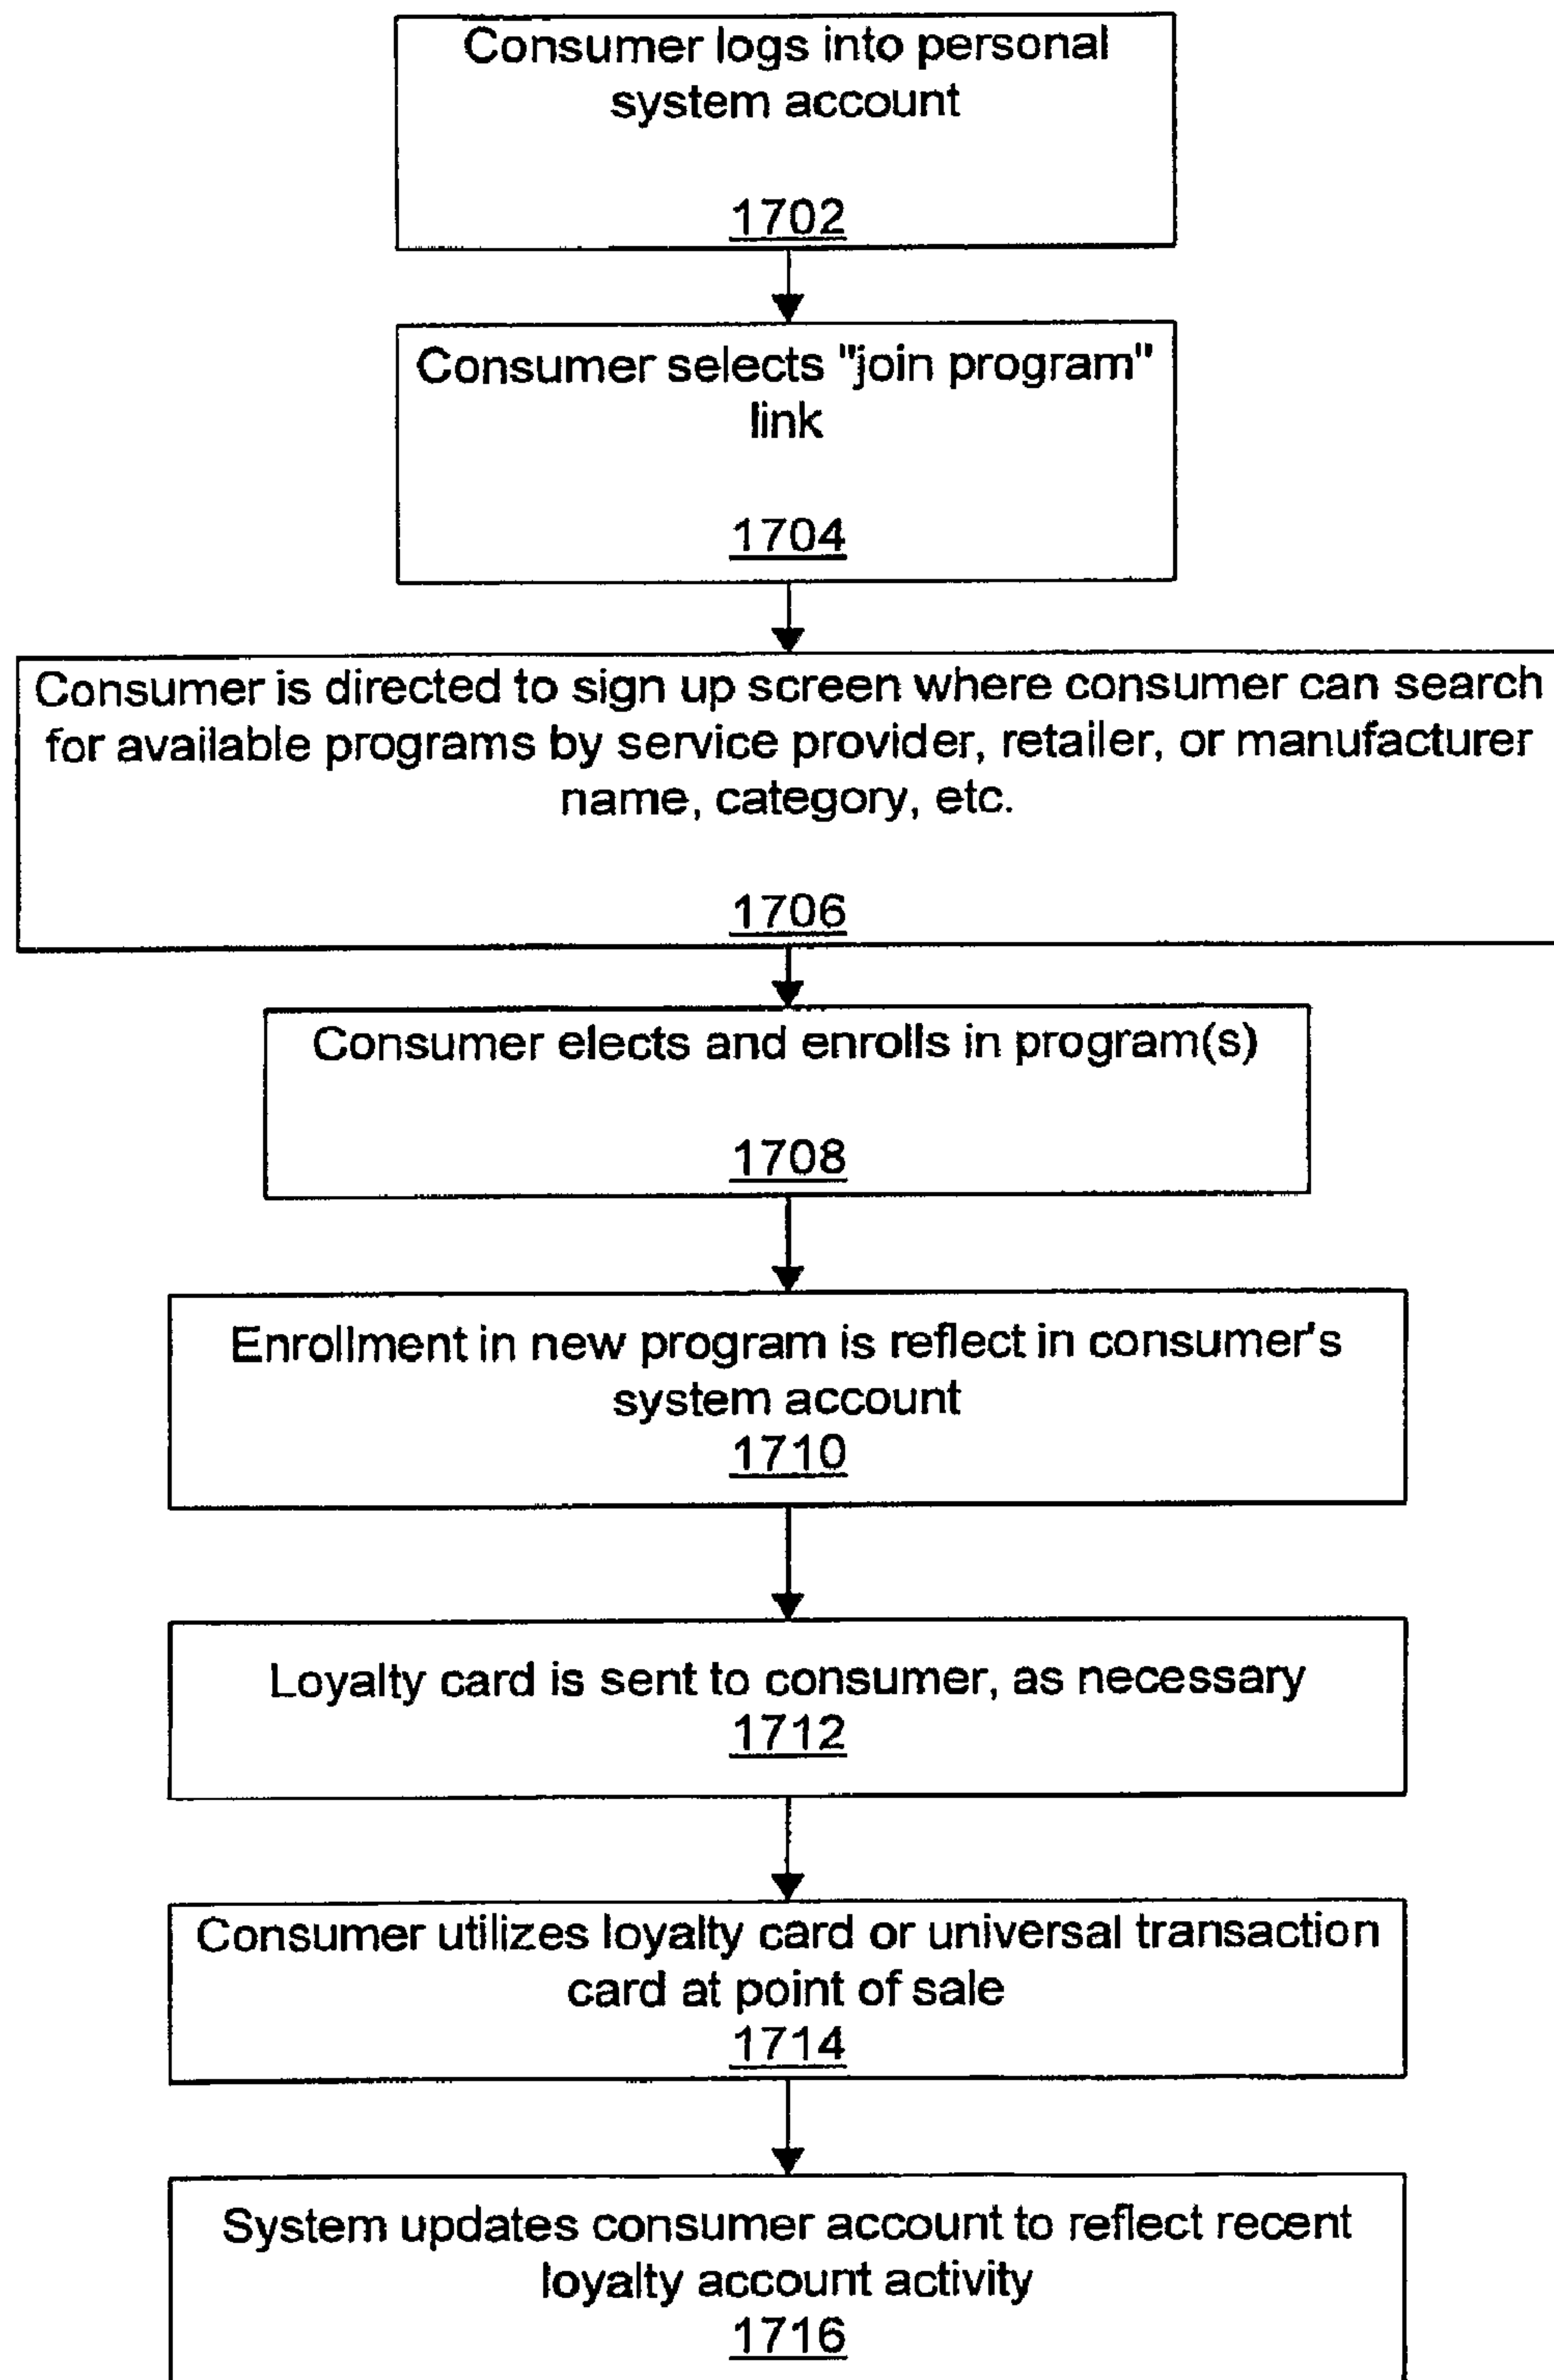 Consumer logs into personal
system account
1702
Consumer selects "join program"
link
1704
Consumer is directed to sign up screen where consumer can search
for available programs by service provider, retailer, or manufacturer
name, category, etc.
1706
Consumer elects and enrolls in program(s)
1708
Enrollment in new program is reflect in consumer's
system account
1710
Loyalty card is sent to consumer, as necessary
1712
Consumer utilizes loyalty card or universal transaction
card at point of sale
1714
System updates consumer account to reflect recent
loyalty account activity
1716